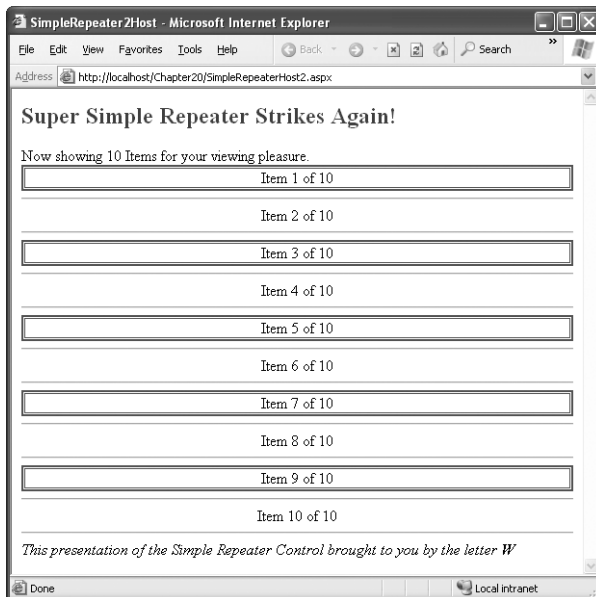 SimpleRepeater2Host - Microsoft Internet Explorer
File Edit View Favorites Tools Help Back Search »
Address http://localhost/Chapter20/SimpleRepeaterHost2.aspx
Super Simple Repeater Strikes Again!
Now showing 10 Items for your viewing pleasure.
Item 1 of 10
Item 2 of 10
Item 3 of 10
Item 4 of 10
Item 5 of 10
Item 6 of 10
Item 7 of 10
Item 8 of 10
Item 9 of 10
Item 10 of 10
This presentation of the Simple Repeater Control brought to you by the letter W
Done Local intranet